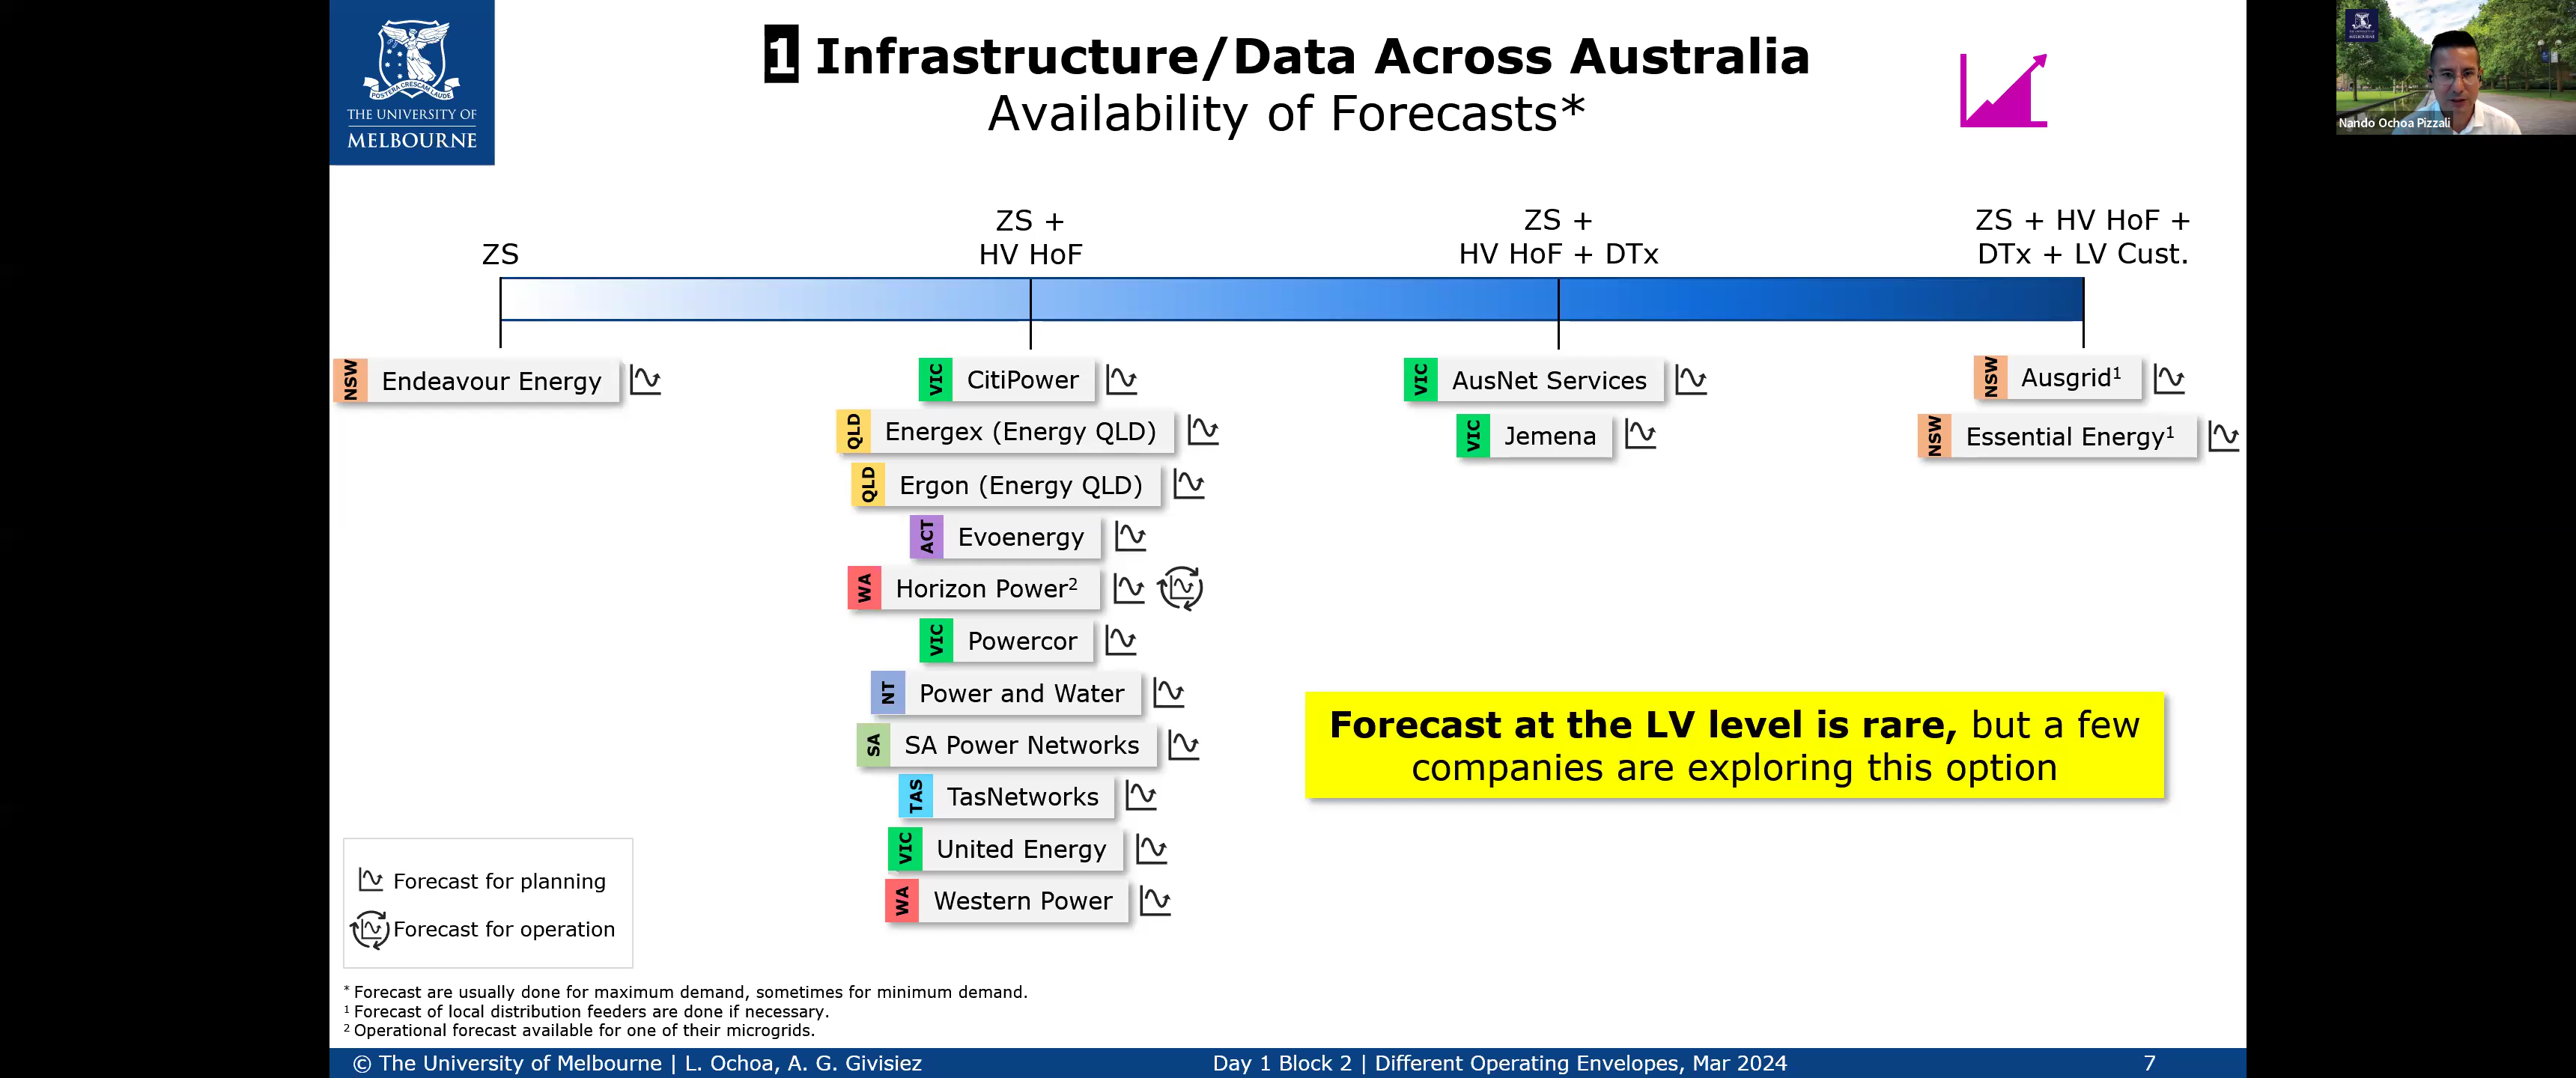 THE UNIVERSITY OF
MELBOURNE
1 Infrastructure/Data Across Australia
Availability of Forecasts*
Nando Ochoa Pizzali
ZS
ZS +
HV HoF
ZS +
HV HoF + DTx
ZS + HV HoF +
DTx + LV Cust.
NSW Endeavour Energy
VIC CitiPower
QLD Energex (Energy QLD)
QLD Ergon (Energy QLD)
ACT Evoenergy
WA Horizon Power²
VIC Powercor
NT Power and Water
SA SA Power Networks
TAS TasNetworks
VIC United Energy
WA Western Power
VIC AusNet Services
VIC Jemena
NSW Ausgrid¹
NSW Essential Energy¹
Forecast at the LV level is rare, but a few
companies are exploring this option
Forecast for planning
Forecast for operation
* Forecast are usually done for maximum demand, sometimes for minimum demand.
¹ Forecast of local distribution feeders are done if necessary.
² Operational forecast available for one of their microgrids.
© The University of Melbourne | L. Ochoa, A. G. Givisiez
Day 1 Block 2 | Different Operating Envelopes, Mar 2024
7